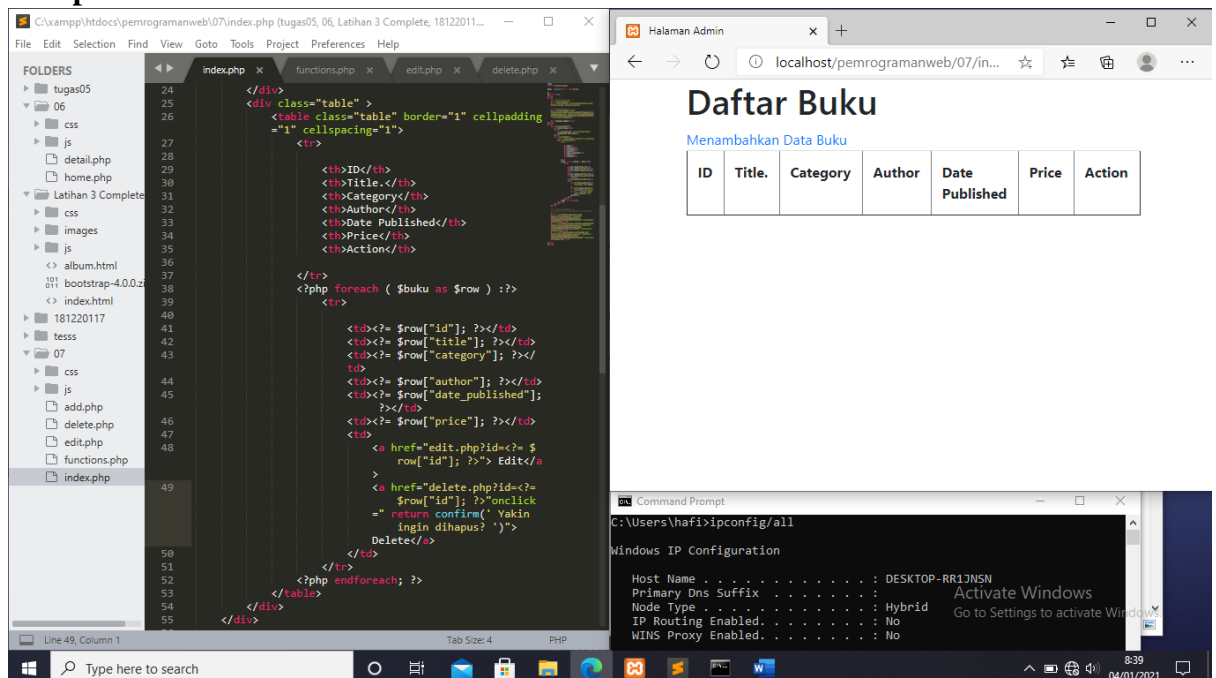 C:\xampp\htdocs\pemrogramanweb\07\index.php (tugas05, 06, Latihan 3 Complete, 18122011...
File Edit Selection Find View Goto Tools Project Preferences Help
FOLDERS
tugas05
06
css
js
detail.php
home.php
Latihan 3 Complete
css
images
js
album.html
bootstrap-4.0.0.zi
index.html
181220117
tesss
07
css
js
add.php
delete.php
edit.php
functions.php
index.php
index.php functions.php edit.php delete.php
24 </div>
25 <div class="table" >
26 <table class="table" border="1" cellpadding
="1" cellspacing="1">
27 <tr>
28
29 <th>ID</th>
30 <th>Title.</th>
31 <th>Category</th>
32 <th>Author</th>
33 <th>Date Published</th>
34 <th>Price</th>
35 <th>Action</th>
36
37 </tr>
38 <?php foreach ( $buku as $row ) :?>
39 <tr>
40
41 <td><?= $row["id"]; ?></td>
42 <td><?= $row["title"]; ?></td>
43 <td><?= $row["category"]; ?></
td>
44 <td><?= $row["author"]; ?></td>
45 <td><?= $row["date_published"];
?></td>
46 <td><?= $row["price"]; ?></td>
47 <td>
48 <a href="edit.php?id=<?= $
row["id"]; ?>"> Edit</a
>
49 <a href="delete.php?id=<?=
$row["id"]; ?>"onclick
=" return confirm(' Yakin
ingin dihapus? ')">
Delete</a>
50 </td>
51 </tr>
52 <?php endforeach; ?>
53 </table>
54 </div>
55 </div>
Line 49, Column 1 Tab Size: 4 PHP
Halaman Admin
localhost/pemrogramanweb/07/in...
Daftar Buku
Menambahkan Data Buku
ID Title. Category Author Date Published Price Action
Command Prompt
C:\Users\hafi>ipconfig/all
Windows IP Configuration
Host Name . . . . . . . . . . . . : DESKTOP-RR1JNSN
Primary Dns Suffix . . . . . . . :
Node Type . . . . . . . . . . . . : Hybrid
IP Routing Enabled. . . . . . . . : No
WINS Proxy Enabled. . . . . . . . : No
Activate Windows
Go to Settings to activate Windows.
Type here to search
8:39
04/01/2021